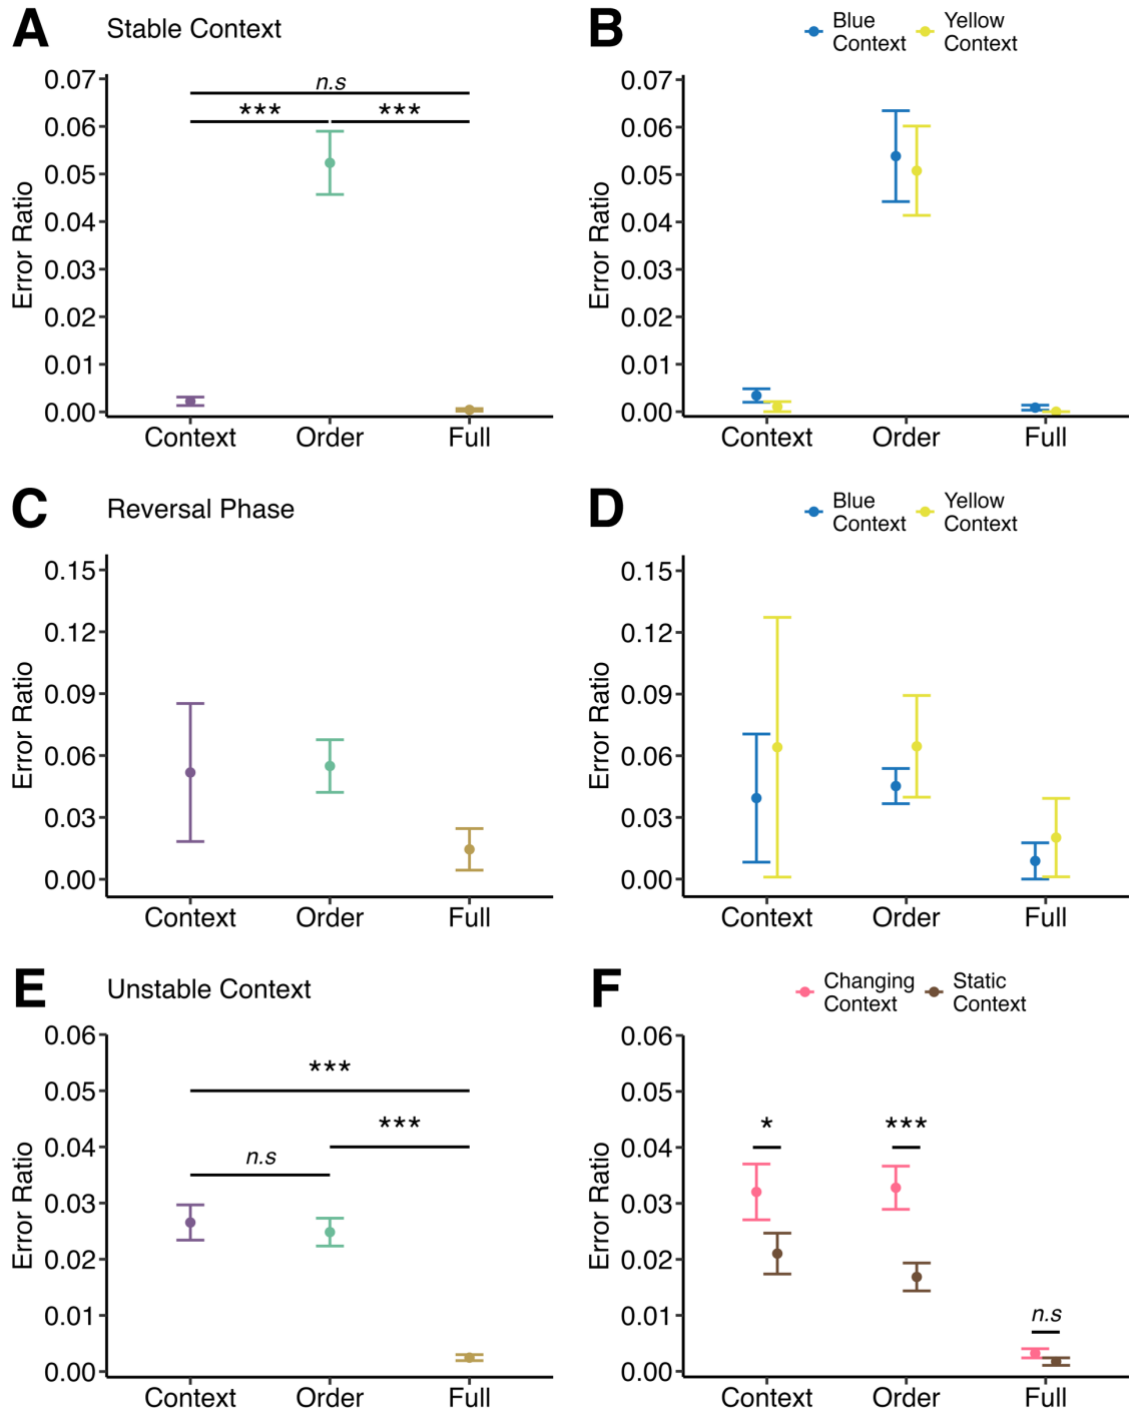 A Stable Context
n.s
*** ***
0.07
0.06
0.05
0.04
0.03
0.02
0.01
0.00
Error Ratio
Context Order Full
B Blue Context Yellow Context
0.07
0.06
0.05
0.04
0.03
0.02
0.01
0.00
Error Ratio
Context Order Full
C Reversal Phase
0.15
0.12
0.09
0.06
0.03
0.00
Error Ratio
Context Order Full
D Blue Context Yellow Context
0.15
0.12
0.09
0.06
0.03
0.00
Error Ratio
Context Order Full
E Unstable Context
***
***
n.s
0.06
0.05
0.04
0.03
0.02
0.01
0.00
Error Ratio
Context Order Full
F Changing Context Static Context
* ***
n.s
0.06
0.05
0.04
0.03
0.02
0.01
0.00
Error Ratio
Context Order Full